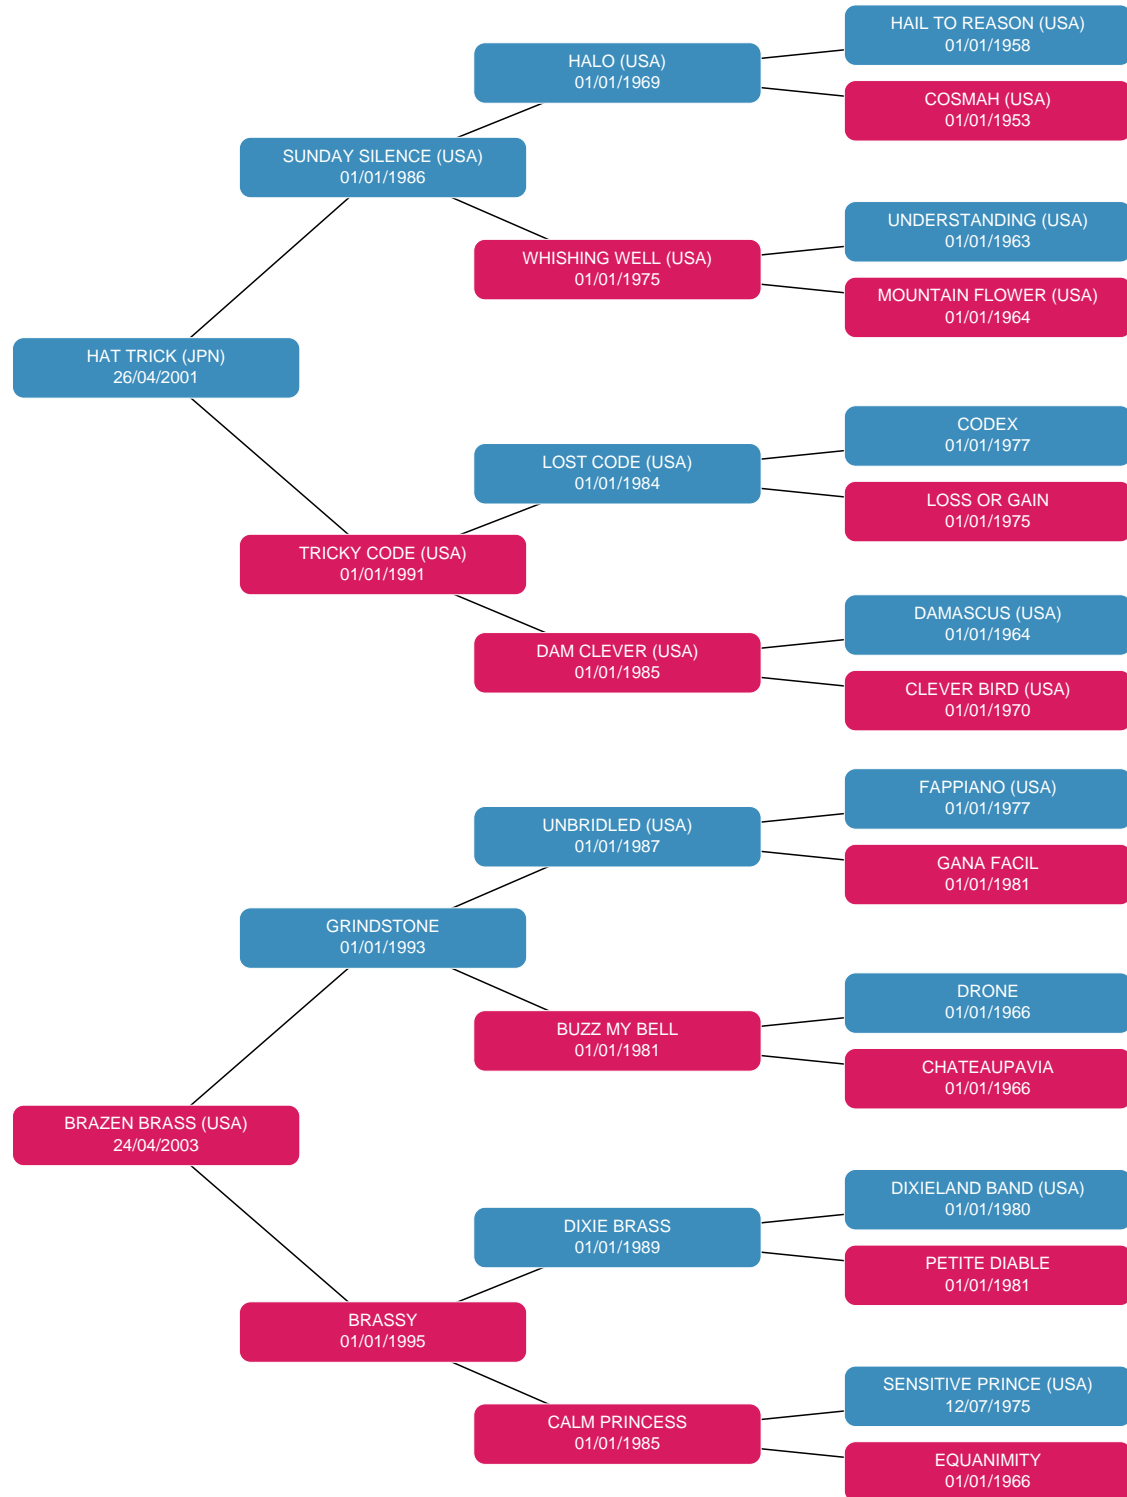 HAIL TO REASON (USA)
01/01/1958
HALO (USA)
01/01/1969
COSMAH (USA)
01/01/1953
SUNDAY SILENCE (USA)
01/01/1986
UNDERSTANDING (USA)
01/01/1963
WHISHING WELL (USA)
01/01/1975
MOUNTAIN FLOWER (USA)
01/01/1964
HAT TRICK (JPN)
26/04/2001
CODEX
01/01/1977
LOST CODE (USA)
01/01/1984
LOSS OR GAIN
01/01/1975
TRICKY CODE (USA)
01/01/1991
DAMASCUS (USA)
01/01/1964
DAM CLEVER (USA)
01/01/1985
CLEVER BIRD (USA)
01/01/1970
FAPPIANO (USA)
01/01/1977
UNBRIDLED (USA)
01/01/1987
GANA FACIL
01/01/1981
GRINDSTONE
01/01/1993
DRONE
01/01/1966
BUZZ MY BELL
01/01/1981
CHATEAUPAVIA
01/01/1966
BRAZEN BRASS (USA)
24/04/2003
DIXIELAND BAND (USA)
01/01/1980
DIXIE BRASS
01/01/1989
PETITE DIABLE
01/01/1981
BRASSY
01/01/1995
SENSITIVE PRINCE (USA)
12/07/1975
CALM PRINCESS
01/01/1985
EQUANIMITY
01/01/1966